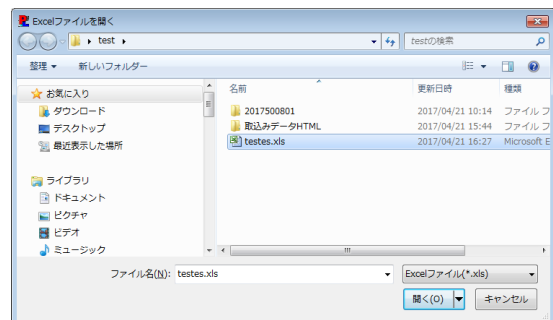 Excelファイルを開く
test
testの検索
整理 新しいフォルダー
名前 更新日時 種類
お気に入り
ダウンロード
デスクトップ
最近表示した場所
ライブラリ
ドキュメント
ピクチャ
ビデオ
ミュージック
2017500801 2017/04/21 10:14 ファイル フ
取込みデータHTML 2017/04/21 15:44 ファイル フ
testes.xls 2017/04/21 16:27 Microsoft E
ファイル名(N): testes.xls Excelファイル(*.xls)
開く(O) キャンセル